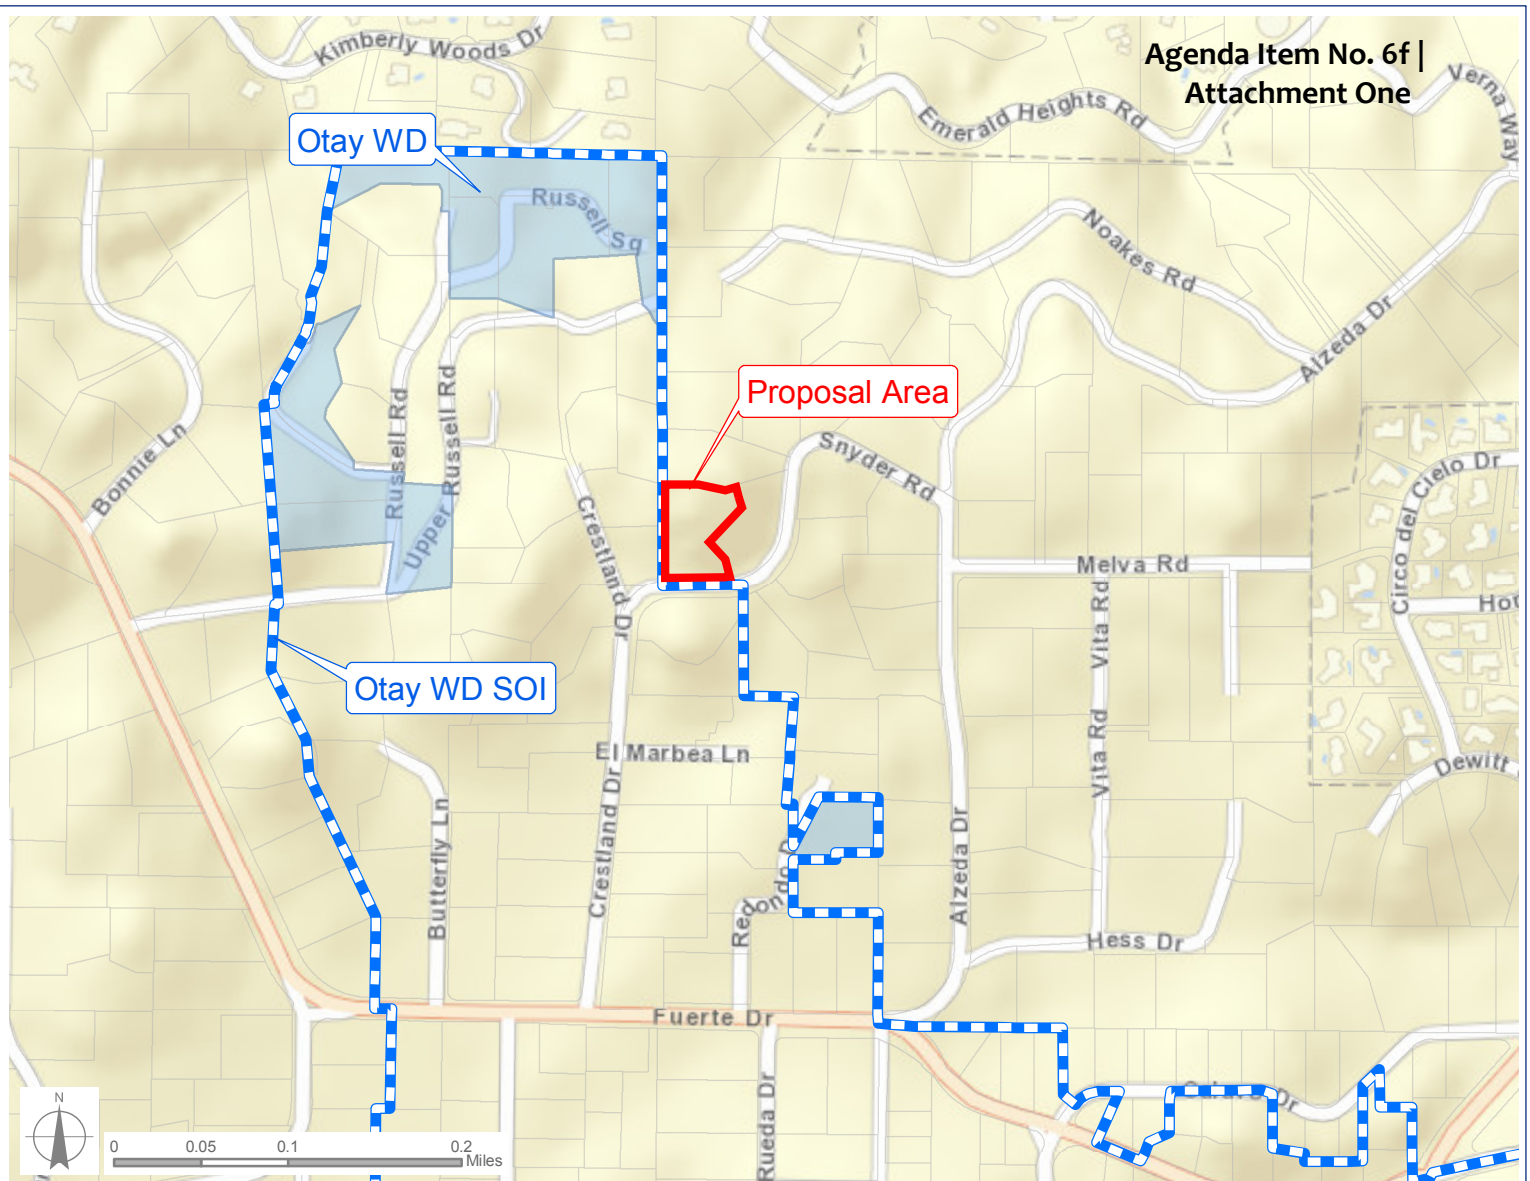 Agenda Item No. 6f |
Attachment One
Kimberly Woods Dr
Emerald Heights Rd
Verna Way
Otay WD
Russell Sq
Noakes Rd
Alzeda Dr
Proposal Area
Bonnie Ln
Russell Rd
Upper Russell Rd
Snyder Rd
Crestland Dr
Circo del Cielo Dr
Melva Rd
Vita Rd
Hor
Otay WD SOI
El Marbea Ln
Vita Rd
Dewitt
Butterfly Ln
Crestland Dr
Redondo D
Alzeda Dr
Hess Dr
Fuerte Dr
Rueda Dr
N
0 0.05 0.1 0.2
Miles